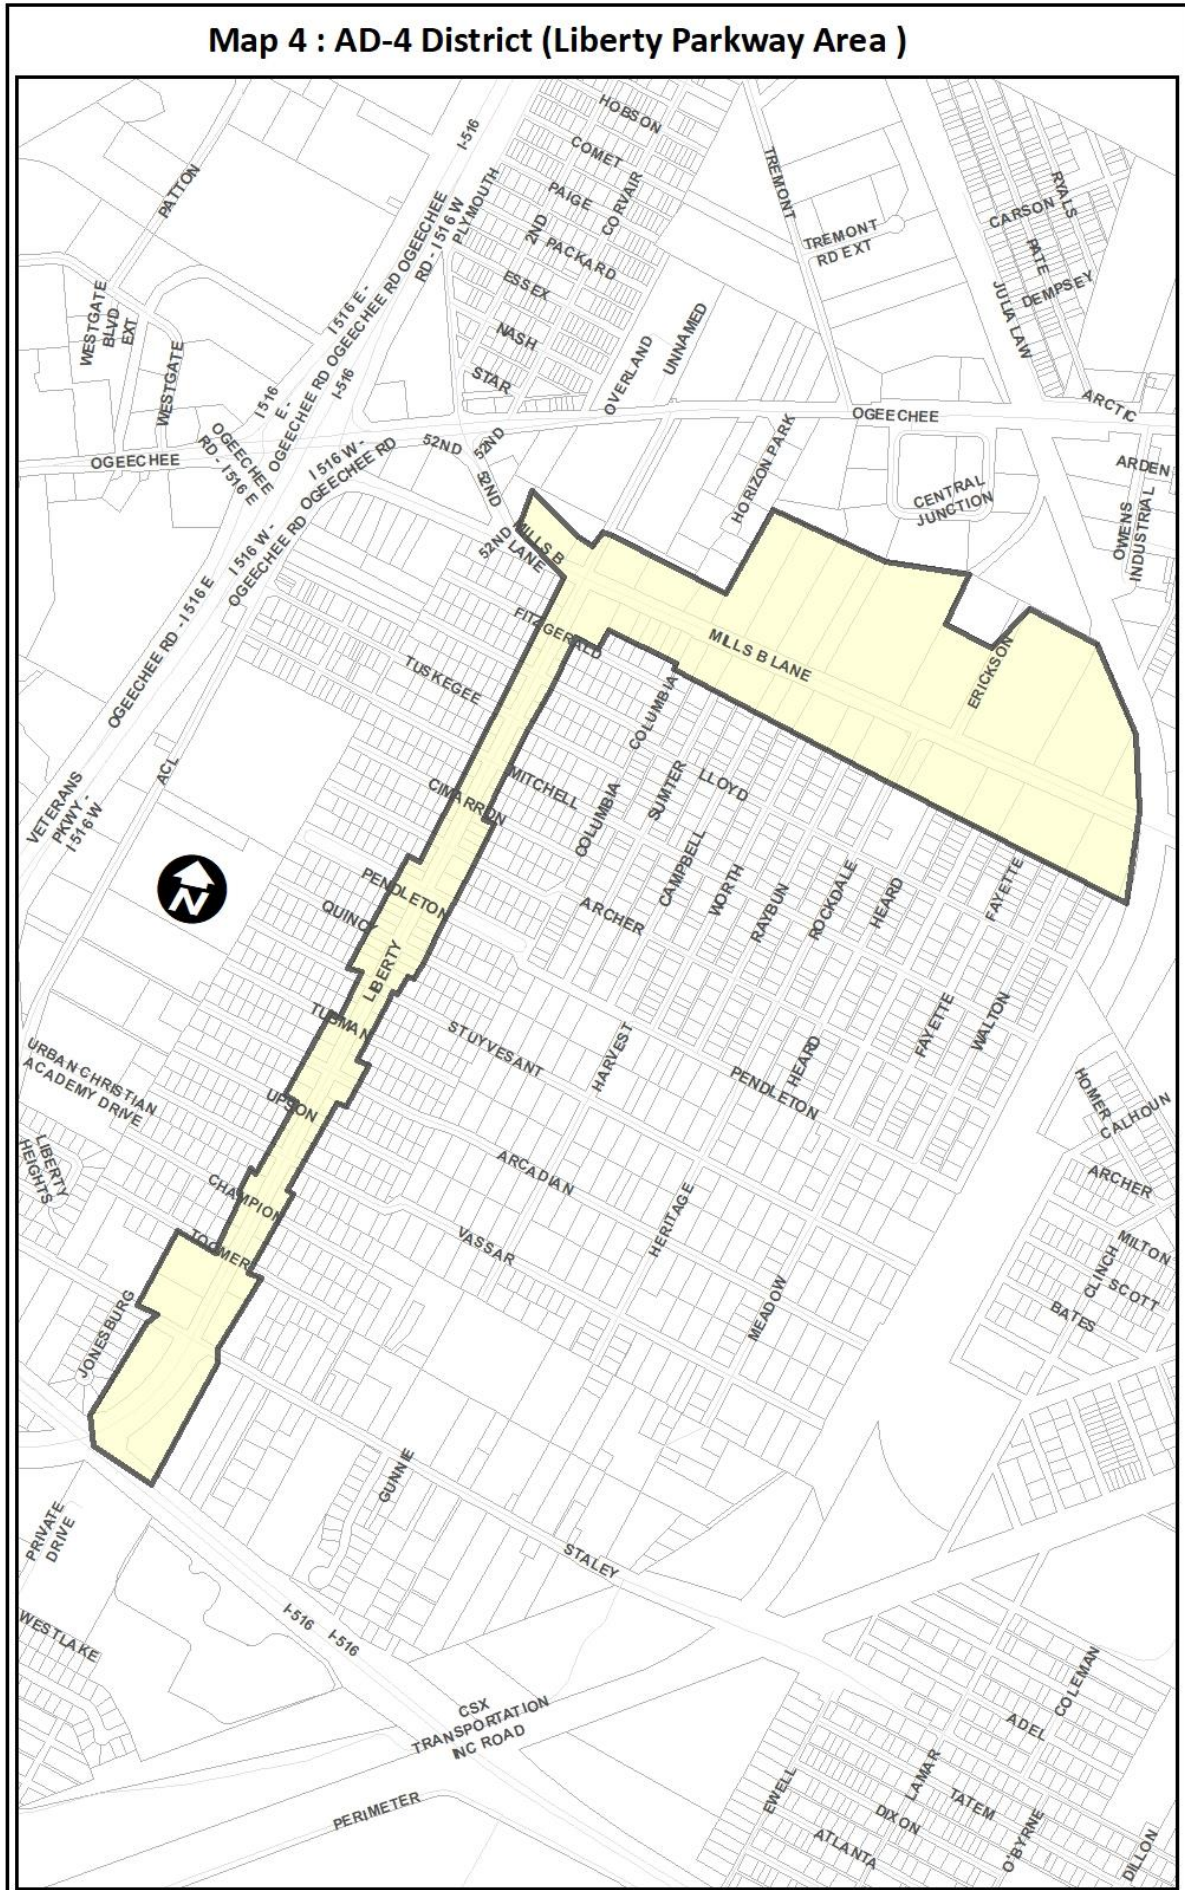 Map 4 : AD-4 District (Liberty Parkway Area )
HOBSON
COMET
PAIGE
CORVAIR
2ND
PACKARD
ESSEX
NASH
STAR
PLYMOUTH
I-516
PATTON
TREMONT
TREMONT
RD EXT
RYALS
CARSON
PATE
DEMPSEY
JULIA LAW
ARCTIC
ARDEN
OWENS
INDUSTRIAL
WESTGATE
BLVD
EXT
WESTGATE
I 516 E -
OGEECHEE RD OGEECHEE
RD - I 516 W
I 516
E -
OGEECHEE RD
I-516
OVERLAND
UNNAMED
OGEECHEE
OGEECHEE
OGEECHEE
RD - I 516 E
I 516 W -
OGEECHEE RD
52ND
52ND
52ND
HORIZON PARK
CENTRAL
JUNCTION
I 516 W -
OGEECHEE RD
OGEECHEE RD - I 516 E
52ND
LANE
MILLS B
FITZGERALD
MILLS B LANE
ERICKSON
TUSKEGEE
COLUMBIA
ACL
VETERANS
PKWY -
I 516 W
CIMARRON
MITCHELL
COLUMBIA
SUMTER
LLOYD
CAMPBELL
WORTH
RAYBUN
ROCKDALE
HEARD
FAYETTE
N
PENDLETON
QUINCY
LIBERTY
ARCHER
TUBMAN
STUYVESANT
HARVEST
PENDLETON
HEARD
FAYETTE
WALTON
URBAN CHRISTIAN
ACADEMY DRIVE
UPSON
HOMER
CALHOUN
LIBERTY
HEIGHTS
CHAMPION
ARCADIAN
ARCHER
TOOMER
VASSAR
HERITAGE
MEADOW
MILTON
CLINCH
SCOTT
BATES
JONESBURG
GUNNIE
PRIVATE
DRIVE
STALEY
WESTLAKE
I-516
I-516
CSX
TRANSPORTATION
INC ROAD
PERIMETER
COLEMAN
ADEL
EWELL
LAMAR
TATEM
DIXON
ATLANTA
O'BYRNE
DILLON